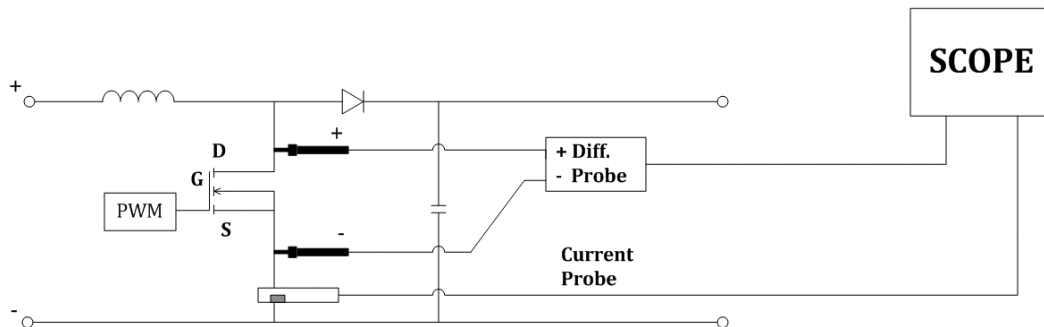 SCOPE
+
+
D
+ Diff.
- Probe
G
PWM
S
-
Current
Probe
-